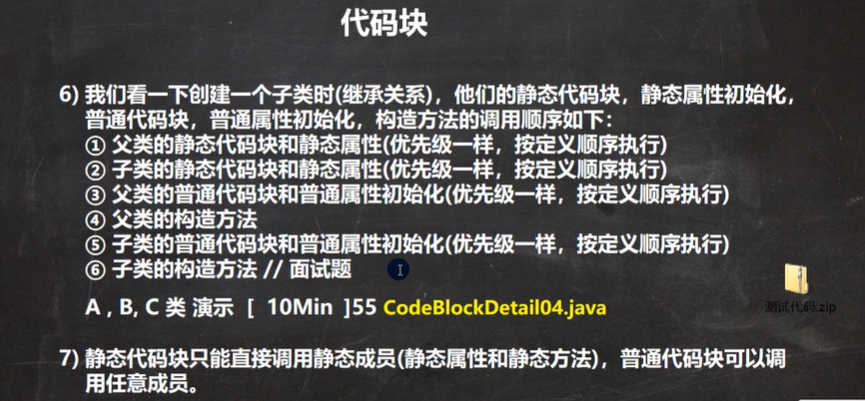 代码块
6) 我们看一下创建一个子类时(继承关系)，他们的静态代码块，静态属性初始化，
普通代码块，普通属性初始化，构造方法的调用顺序如下：
① 父类的静态代码块和静态属性(优先级一样，按定义顺序执行)
② 子类的静态代码块和静态属性(优先级一样，按定义顺序执行)
③ 父类的普通代码块和普通属性初始化(优先级一样，按定义顺序执行)
④ 父类的构造方法
⑤ 子类的普通代码块和普通属性初始化(优先级一样，按定义顺序执行)
⑥ 子类的构造方法 // 面试题
A , B, C 类 演示 [ 10Min ]55 CodeBlockDetail04.java
测试代码.zip
7) 静态代码块只能直接调用静态成员(静态属性和静态方法)，普通代码块可以调
用任意成员。